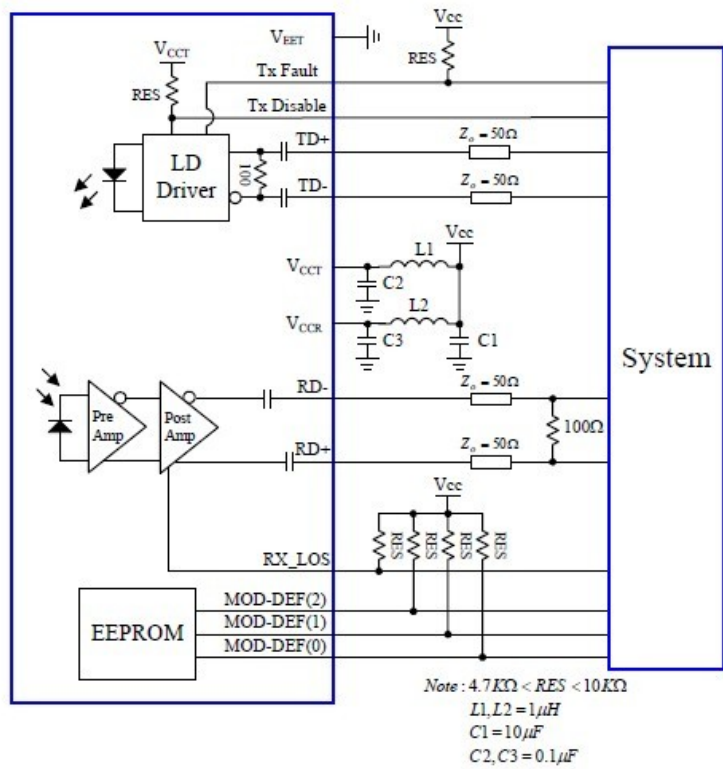 V_EET
Vcc
V_CCT
RES
Tx Fault
RES
Tx Disable
LD
Driver
100
TD+
Z_o = 50Ω
TD-
Z_o = 50Ω
Vcc
V_CCT
L1
C2
V_CCR
L2
C3
C1
System
Pre
Amp
Post
Amp
RD-
Z_o = 50Ω
100Ω
RD+
Z_o = 50Ω
Vcc
RES
RES
RES
RES
RX_LOS
EEPROM
MOD-DEF(2)
MOD-DEF(1)
MOD-DEF(0)
Note : 4.7KΩ < RES < 10KΩ
L1, L2 = 1μH
C1 = 10μF
C2, C3 = 0.1μF